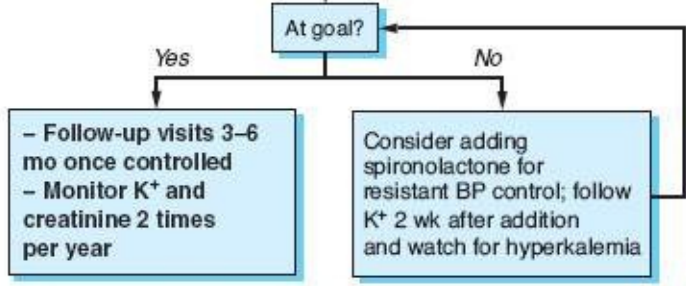 At goal?
Yes
No
– Follow-up visits 3–6
mo once controlled
– Monitor K⁺ and
creatinine 2 times
per year
Consider adding
spironolactone for
resistant BP control; follow
K⁺ 2 wk after addition
and watch for hyperkalemia